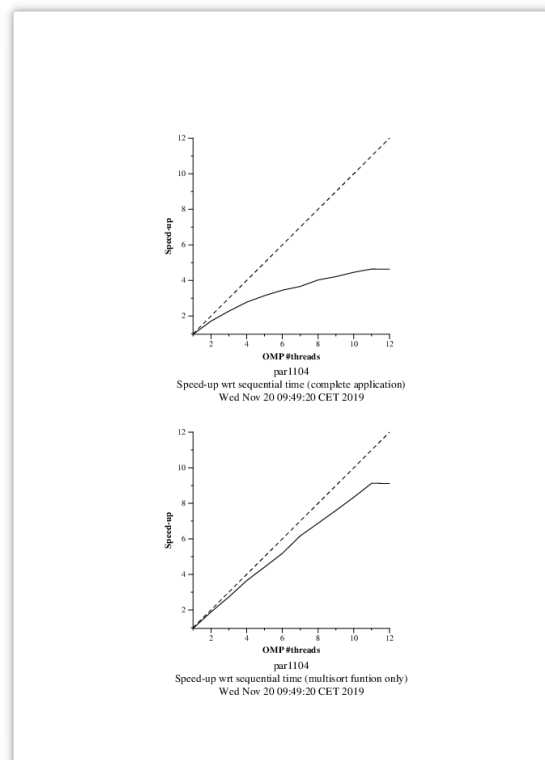 12
10
8
6
4
2
Speed-up
2 4 6 8 10 12
OMP #threads
par1104
Speed-up wrt sequential time (complete application)
Wed Nov 20 09:49:20 CET 2019
12
10
8
6
4
2
Speed-up
2 4 6 8 10 12
OMP #threads
par1104
Speed-up wrt sequential time (multisort funtion only)
Wed Nov 20 09:49:20 CET 2019